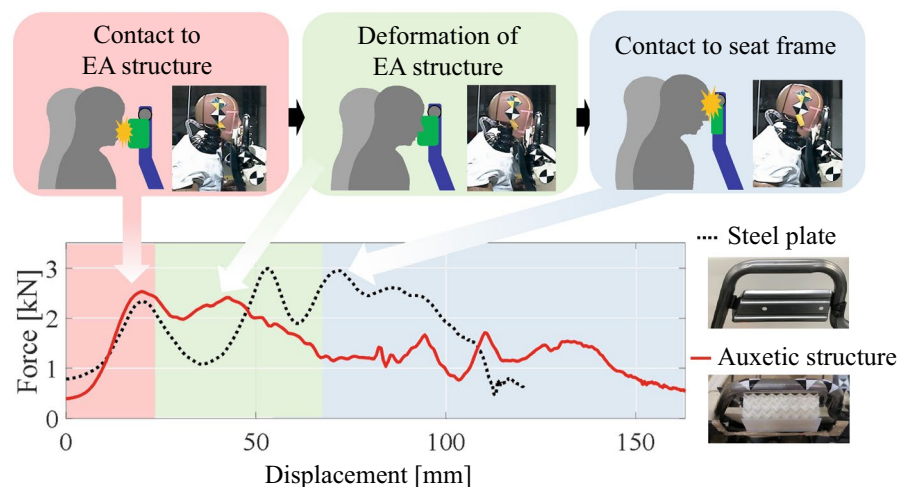 Contact to
EA structure
Deformation of
EA structure
Contact to seat frame
Force [kN]
3
2
1
0
0
50
100
150
Displacement [mm]
Steel plate
Auxetic structure